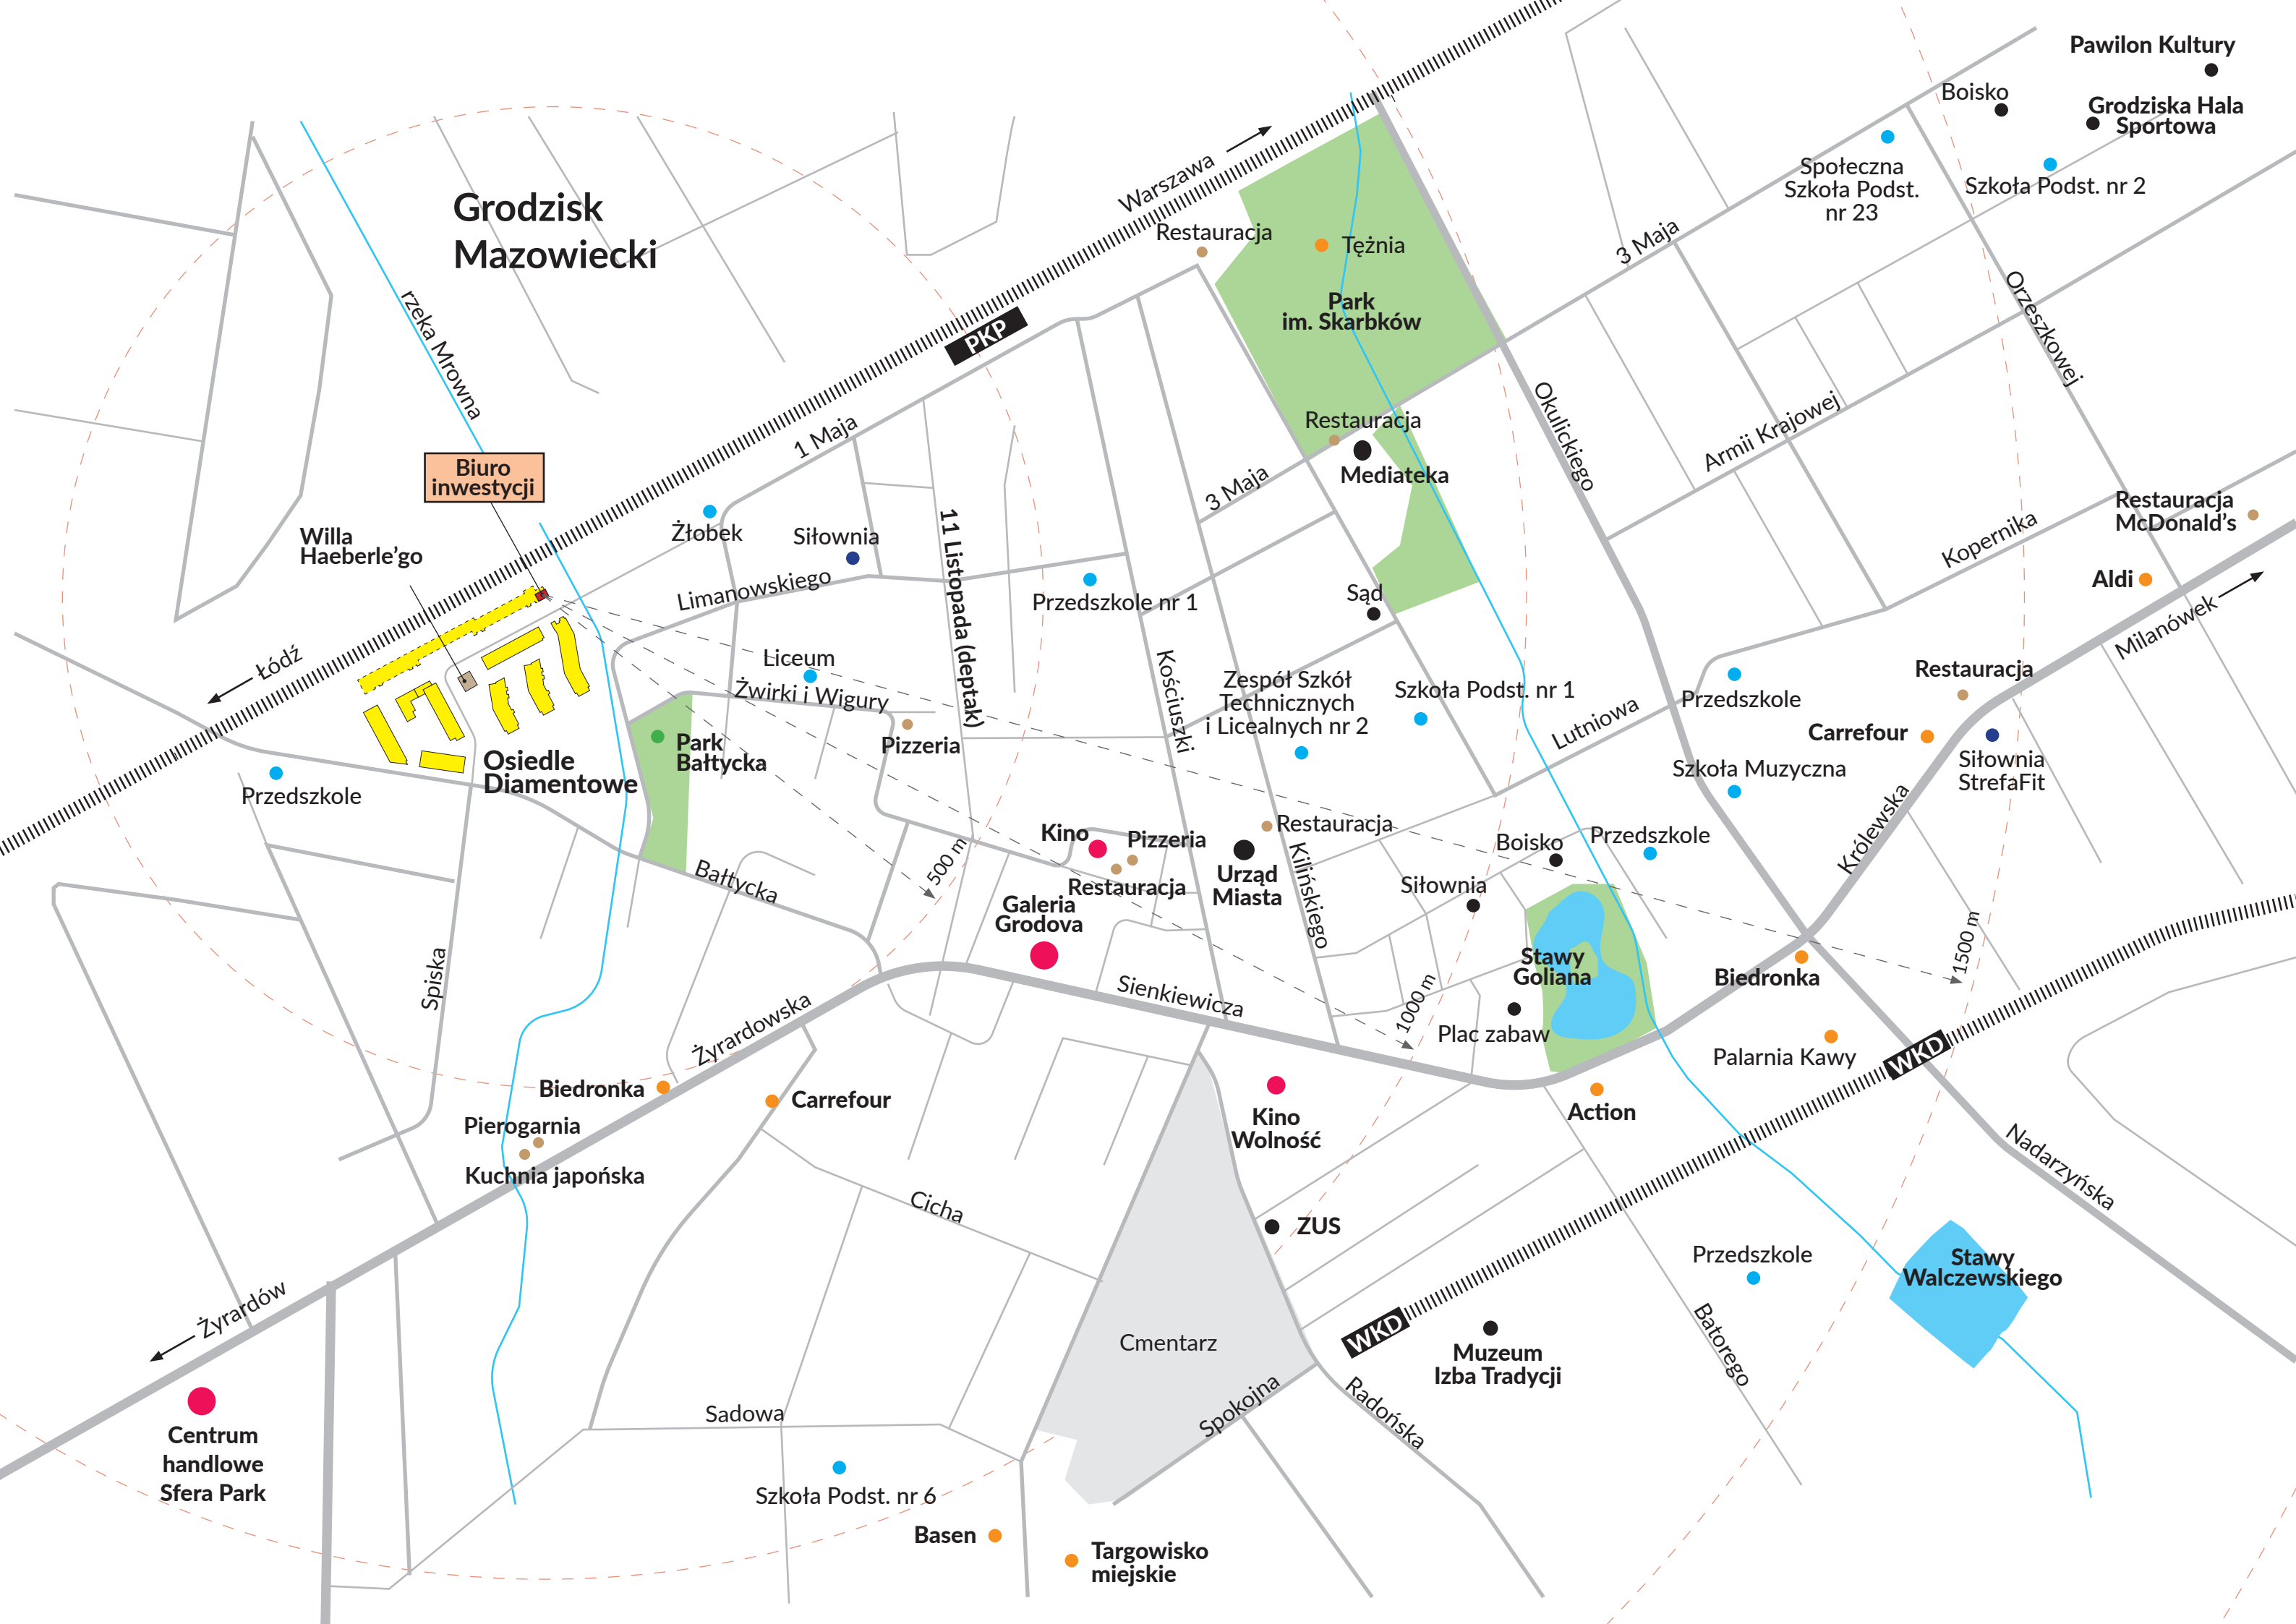 Pawilon Kultury
Boisko
Grodziska Hala
Sportowa
Społeczna
Szkoła Podst.
nr 23
Szkoła Podst. nr 2
Grodzisk
Mazowiecki
Warszawa
Restauracja
Tężnia
Park
im. Skarbków
3 Maja
Orzeszkowej
rzeka Mrowna
PKP
1 Maja
Restauracja
Mediateka
Okulickiego
Armii Krajowej
Biuro
inwestycji
3 Maja
Restauracja
McDonald’s
Willa
Haeberle’go
Żłobek
Siłownia
11 Listopada (deptak)
Kopernika
Aldi
Limanowskiego
Przedszkole nr 1
Sąd
Milanówek
Łódź
Liceum
Żwirki i Wigury
Kościuszki
Zespół Szkół
Technicznych
i Licealnych nr 2
Szkoła Podst. nr 1
Lutniowa
Przedszkole
Restauracja
Carrefour
Siłownia
StrefaFit
Park
Bałtycka
Pizzeria
Osiedle
Diamentowe
Przedszkole
Szkoła Muzyczna
Królewska
Kino
Pizzeria
Restauracja
Restauracja
Urząd
Miasta
Kilińskiego
Boisko
Przedszkole
Siłownia
Bałtycka
500 m
Galeria
Grodova
Stawy
Goliana
1500 m
Biedronka
Spiska
Sienkiewicza
1000 m
Plac zabaw
Żyrardowska
Palarnia Kawy
WKD
Biedronka
Carrefour
Pierogarnia
Kuchnia japońska
Kino
Wolność
Action
Nadarzyńska
Cicha
ZUS
Przedszkole
Stawy
Walczewskiego
Żyrardów
Cmentarz
WKD
Muzeum
Izba Tradycji
Batorego
Spokojna
Radońska
Sadowa
Centrum
handlowe
Sfera Park
Szkoła Podst. nr 6
Basen
Targowisko
miejskie